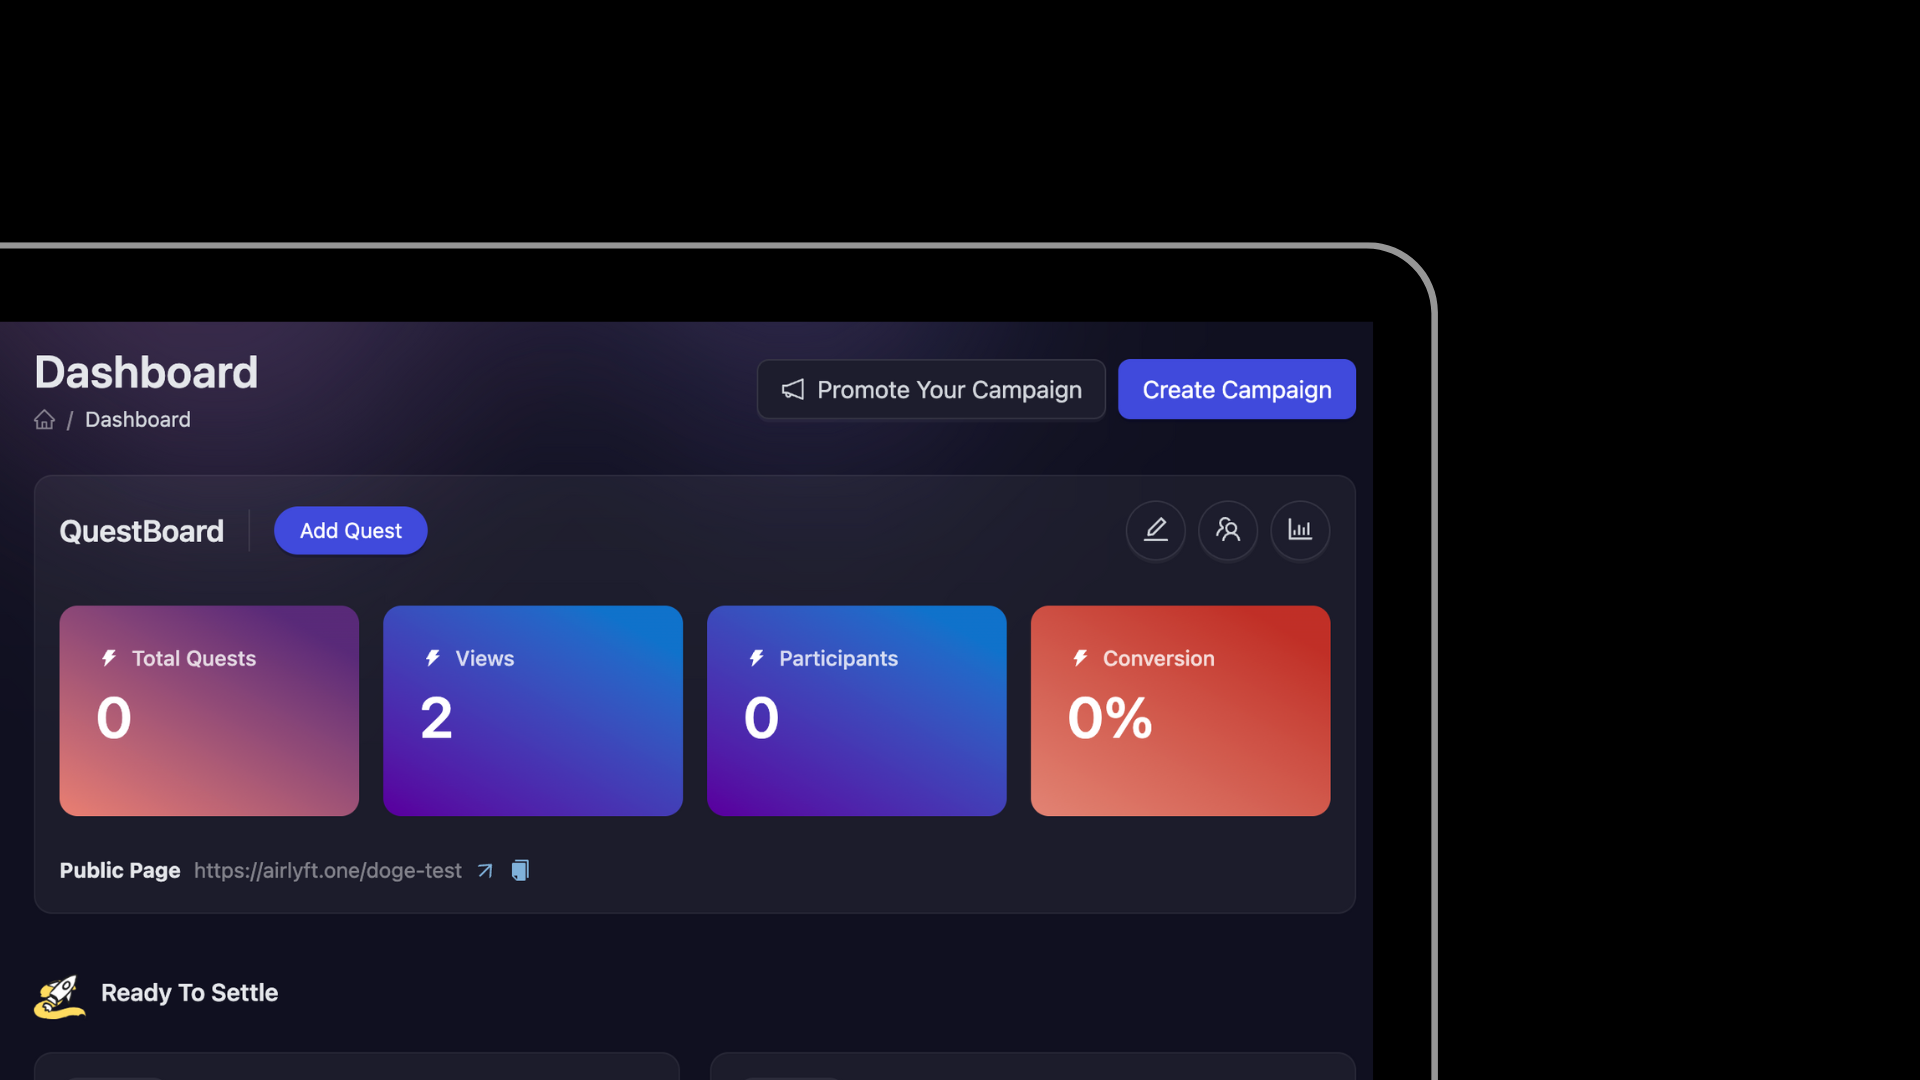 Dashboard
Promote Your Campaign
Create Campaign
/ Dashboard
QuestBoard
Add Quest
Total Quests
0
Views
2
Participants
0
Conversion
0%
Public Page https://airlyft.one/doge-test
Ready To Settle